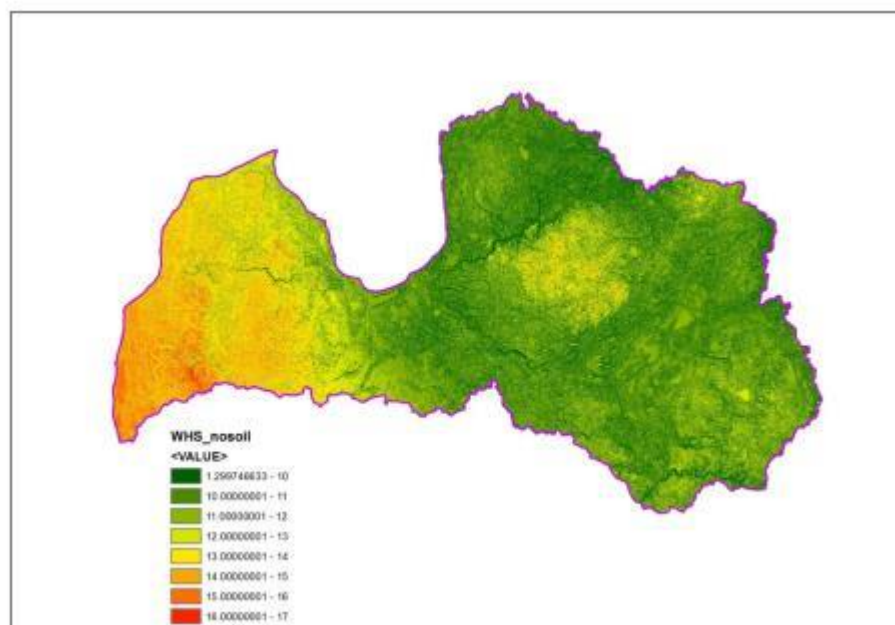 WHS_nosoil
<VALUE>
1.299746633 - 10
10.00000001 - 11
11.00000001 - 12
12.00000001 - 13
13.00000001 - 14
14.00000001 - 15
15.00000001 - 16
16.00000001 - 17